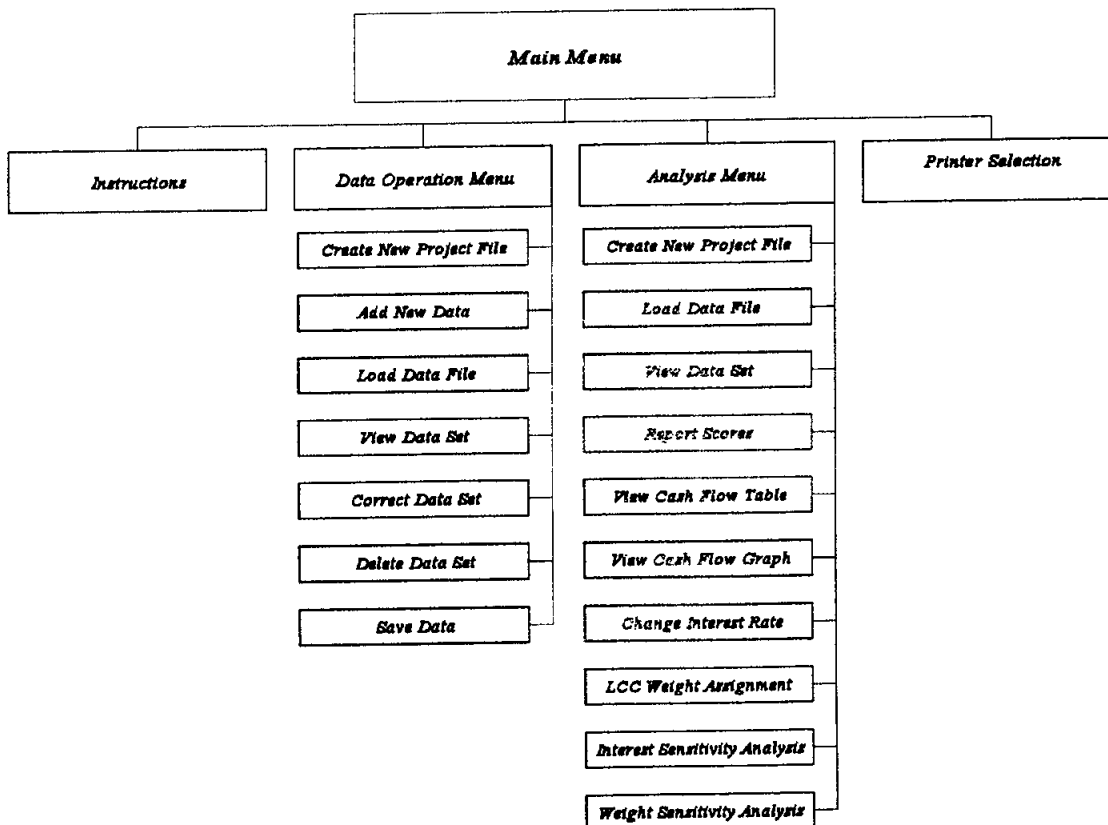 Main Menu
Instructions
Data Operation Menu
Analysis Menu
Printer Selection
Create New Project File
Add New Data
Load Data File
View Data Set
Correct Data Set
Delete Data Set
Save Data
Create New Project File
Load Data File
View Data Set
Report Scores
View Cash Flow Table
View Cash Flow Graph
Change Interest Rate
LCC Weight Assignment
Interest Sensitivity Analysis
Weight Sensitivity Analysis